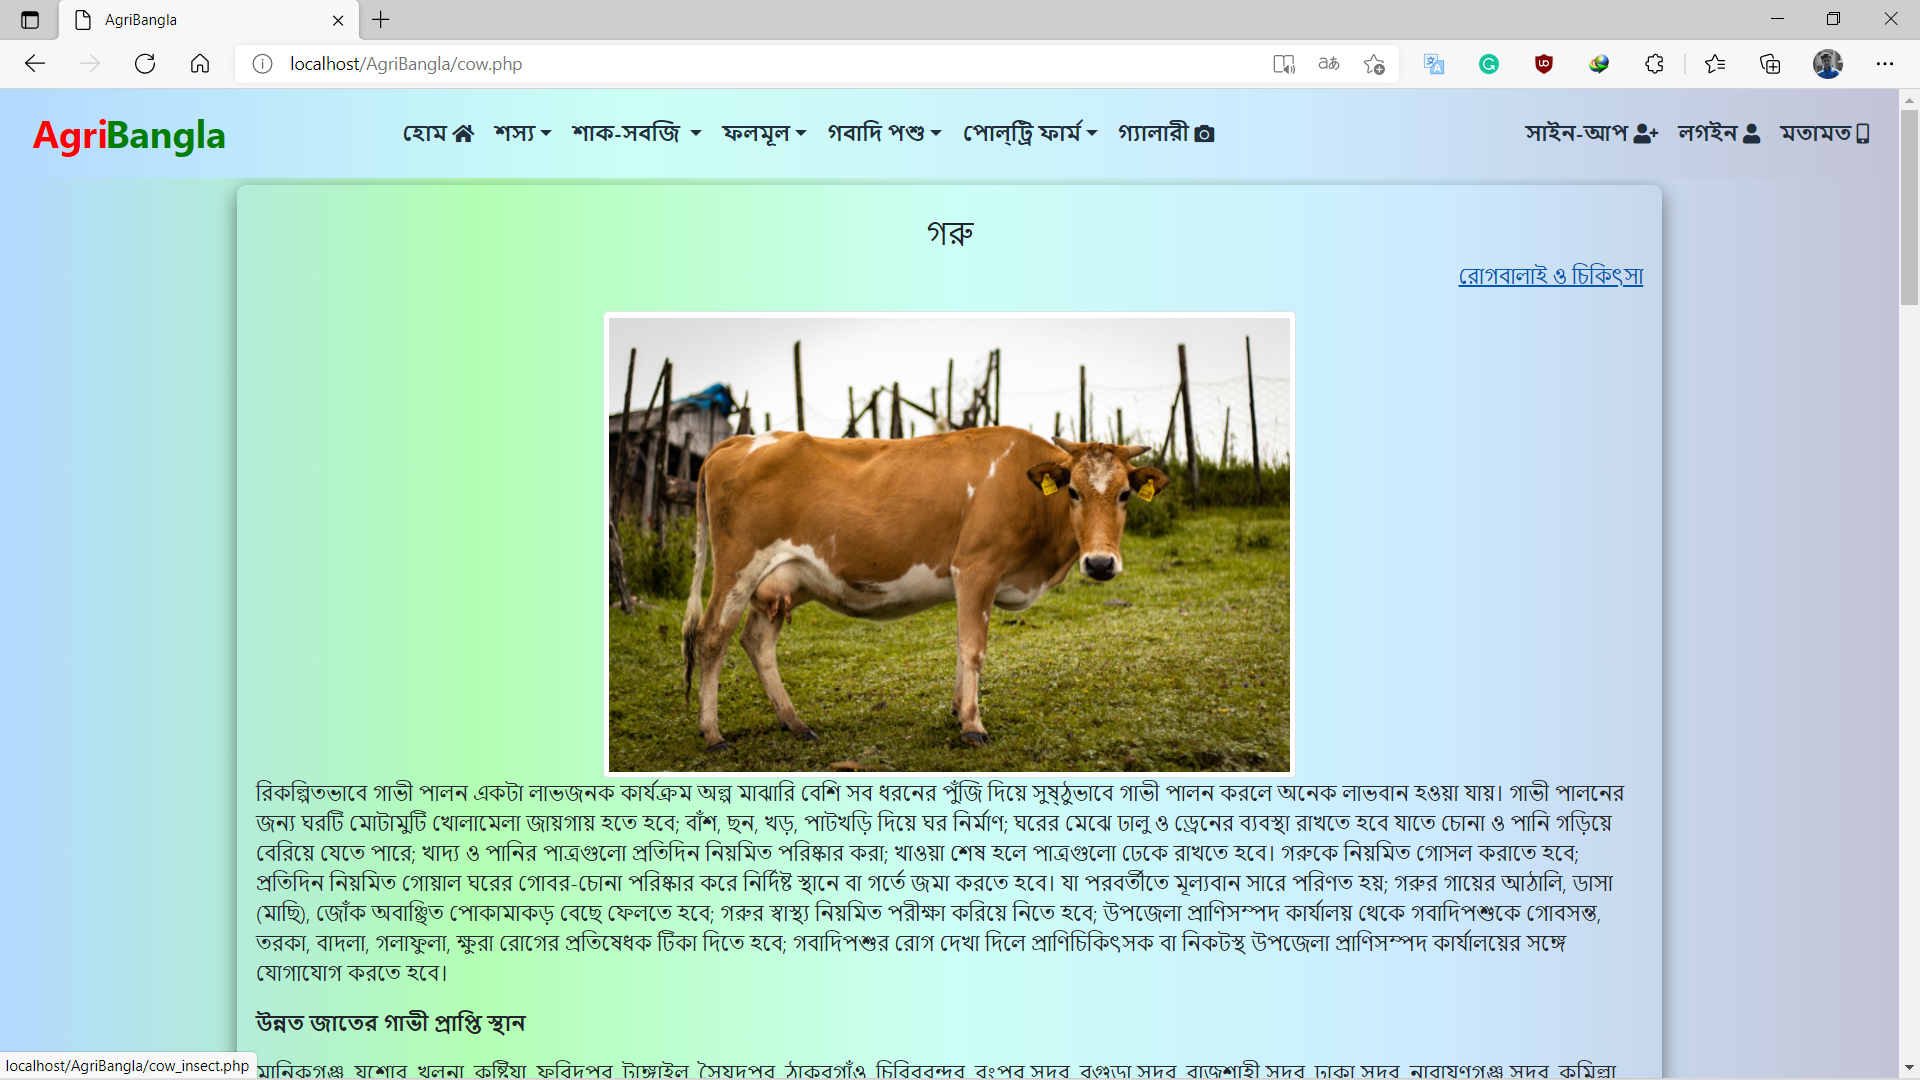 AgriBangla
localhost/AgriBangla/cow.php
AgriBangla
হোম শস্য শাক-সবজি ফলমূল গবাদি পশু পোল্ট্রি ফার্ম গ্যালারী সাইন-আপ লগইন মতামত
গরু
রোগবালাই ও চিকিৎসা
রিকল্পিতভাবে গাভী পালন একটা লাভজনক কার্যক্রম অল্প মাঝারি বেশি সব ধরনের পুঁজি দিয়ে সুষ্ঠুভাবে গাভী পালন করলে অনেক লাভবান হওয়া যায়। গাভী পালনের
জন্য ঘরটি মোটামুটি খোলামেলা জায়গায় হতে হবে; বাঁশ, ছন, খড়, পাটখড়ি দিয়ে ঘর নির্মাণ; ঘরের মেঝে ঢালু ও ড্রেনের ব্যবস্থা রাখতে হবে যাতে চোনা ও পানি গড়িয়ে
বেরিয়ে যেতে পারে; খাদ্য ও পানির পাত্রগুলো প্রতিদিন নিয়মিত পরিষ্কার করা; খাওয়া শেষ হলে পাত্রগুলো ঢেকে রাখতে হবে। গরুকে নিয়মিত গোসল করাতে হবে;
প্রতিদিন নিয়মিত গোয়াল ঘরের গোবর-চোনা পরিষ্কার করে নির্দিষ্ট স্থানে বা গর্তে জমা করতে হবে। যা পরবর্তীতে মূল্যবান সারে পরিণত হয়; গরুর গায়ের আঠালি, ডাসা
(মাছি), জোঁক অবাঞ্ছিত পোকামাকড় বেছে ফেলতে হবে; গরুর স্বাস্থ্য নিয়মিত পরীক্ষা করিয়ে নিতে হবে; উপজেলা প্রাণিসম্পদ কার্যালয় থেকে গবাদিপশুকে গোবসন্ত,
তরকা, বাদলা, গলাফুলা, ক্ষুরা রোগের প্রতিষেধক টিকা দিতে হবে; গবাদিপশুর রোগ দেখা দিলে প্রাণিচিকিৎসক বা নিকটস্থ উপজেলা প্রাণিসম্পদ কার্যালয়ের সঙ্গে
যোগাযোগ করতে হবে।
উন্নত জাতের গাভী প্রাপ্তি স্থান
মানিকগঞ্জ যশোর খুলনা কুষ্টিয়া ফরিদপুর টাঙ্গাইল সৈয়দপুর ঠাকুরগাঁও চিরিরবন্দর রংপুর সদর বগুড়া সদর রাজশাহী সদর ঢাকা সদর নারায়ণগঞ্জ সদর কুমিল্লা
localhost/AgriBangla/cow_insect.php